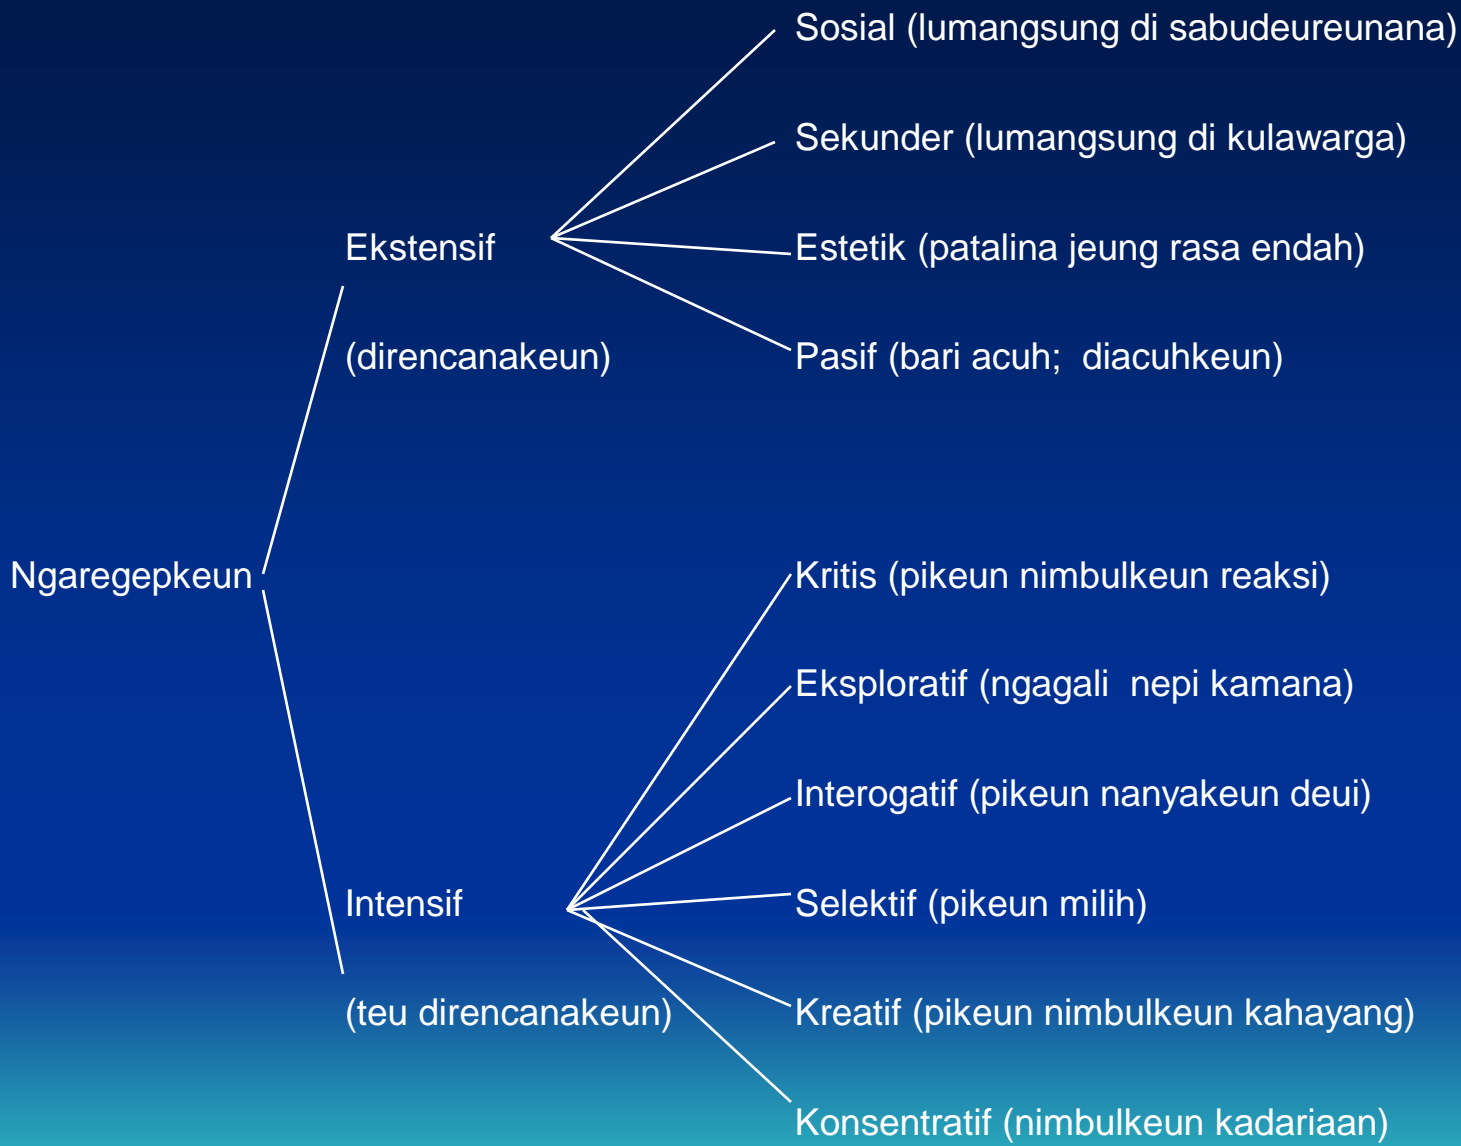 Sosial (lumangsung di sabudeureunana)
Sekunder (lumangsung di kulawarga)
Ekstensif
Estetik (patalina jeung rasa endah)
(direncanakeun)
Pasif (bari acuh; diacuhkeun)
Ngaregepkeun
Kritis (pikeun nimbulkeun reaksi)
Eksploratif (ngagali nepi kamana)
Interogatif (pikeun nanyakeun deui)
Intensif
Selektif (pikeun milih)
(teu direncanakeun)
Kreatif (pikeun nimbulkeun kahayang)
Konsentratif (nimbulkeun kadariaan)